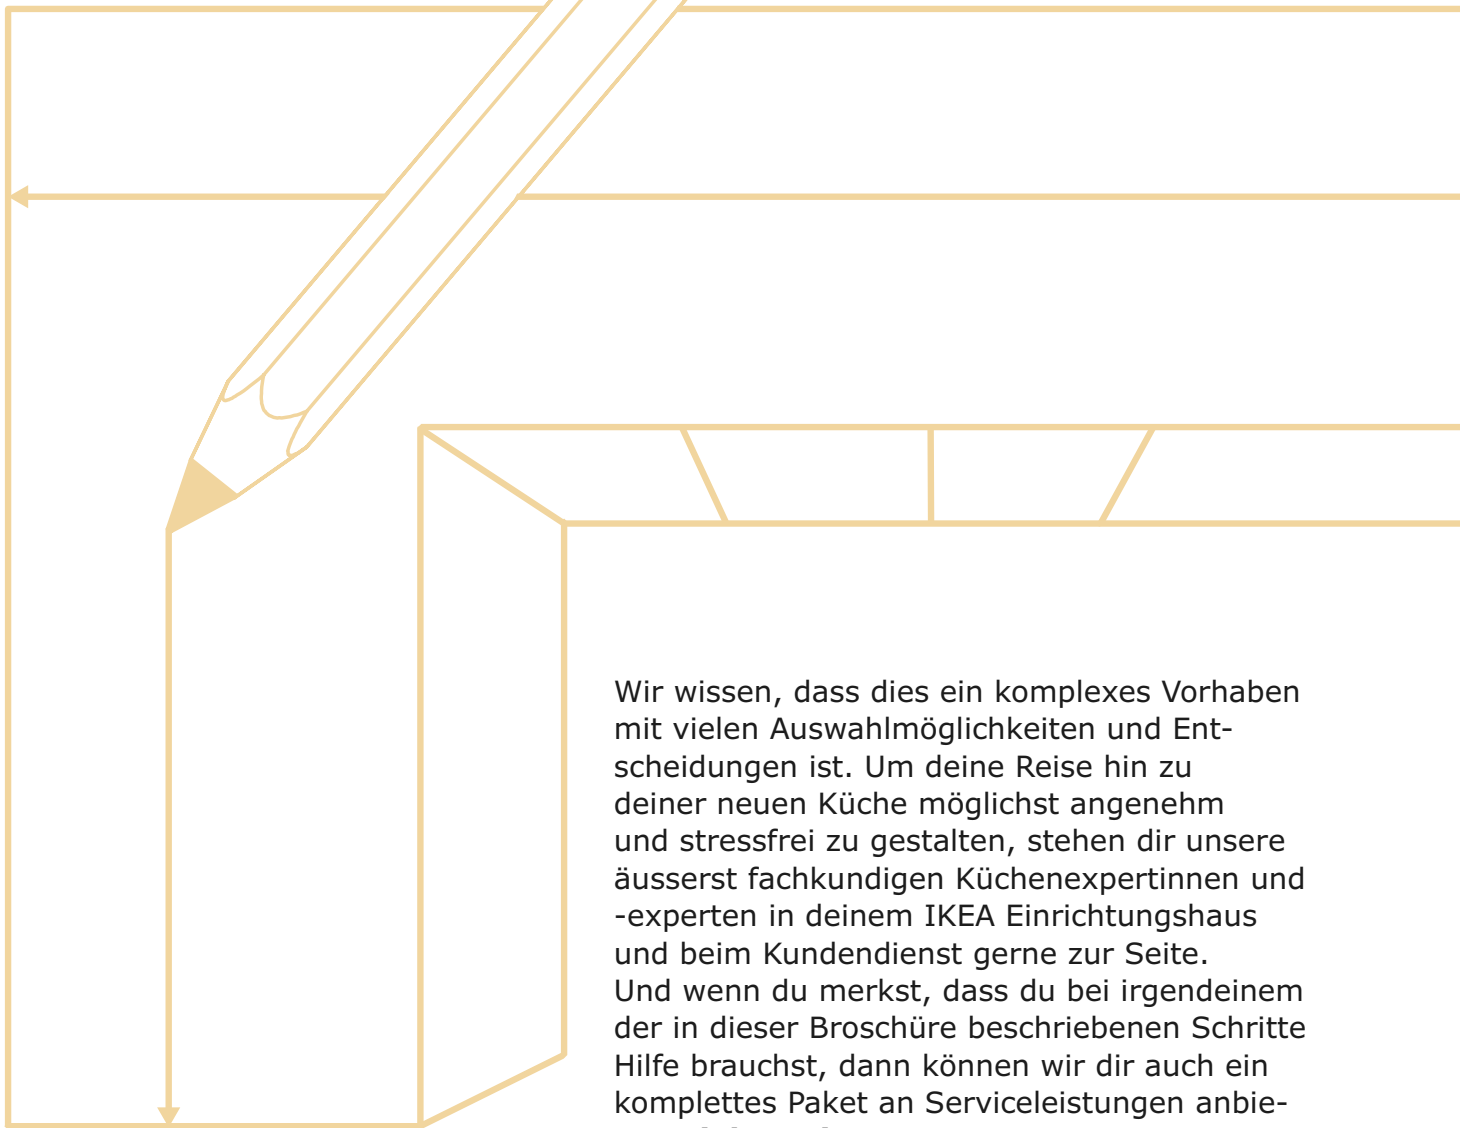 Wir wissen, dass dies ein komplexes Vorhaben
mit vielen Auswahlmöglichkeiten und Ent-
scheidungen ist. Um deine Reise hin zu
deiner neuen Küche möglichst angenehm
und stressfrei zu gestalten, stehen dir unsere
äusserst fachkundigen Küchenexpertinnen und
-experten in deinem IKEA Einrichtungshaus
und beim Kundendienst gerne zur Seite.
Und wenn du merkst, dass du bei irgendeinem
der in dieser Broschüre beschriebenen Schritte
Hilfe brauchst, dann können wir dir auch ein
komplettes Paket an Serviceleistungen anbie-